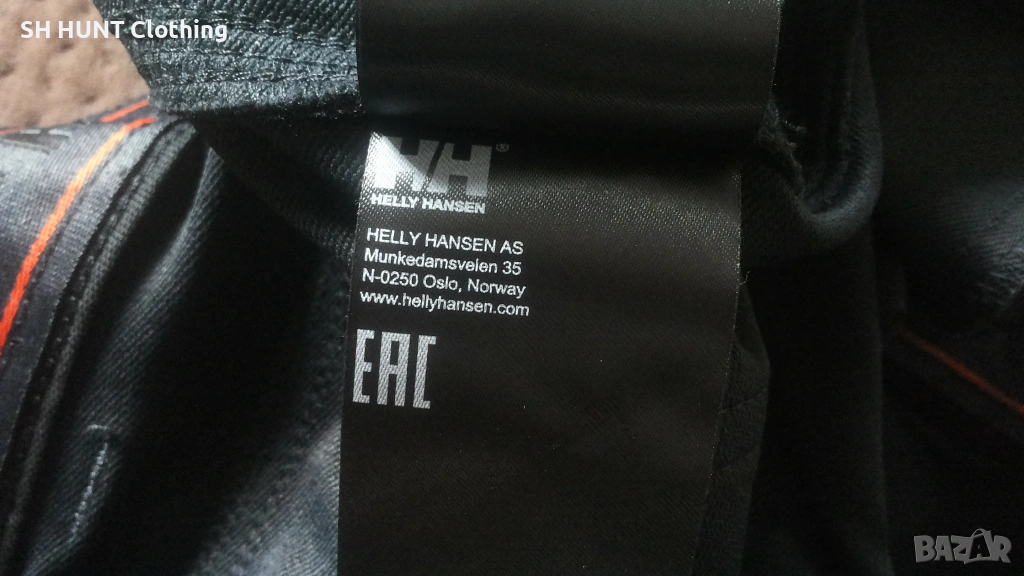 SH HUNT Clothing
HH®
HELLY HANSEN
HELLY HANSEN AS
Munkedamsveien 35
N-0250 Oslo, Norway
www.hellyhansen.com
EAC
BAZAR